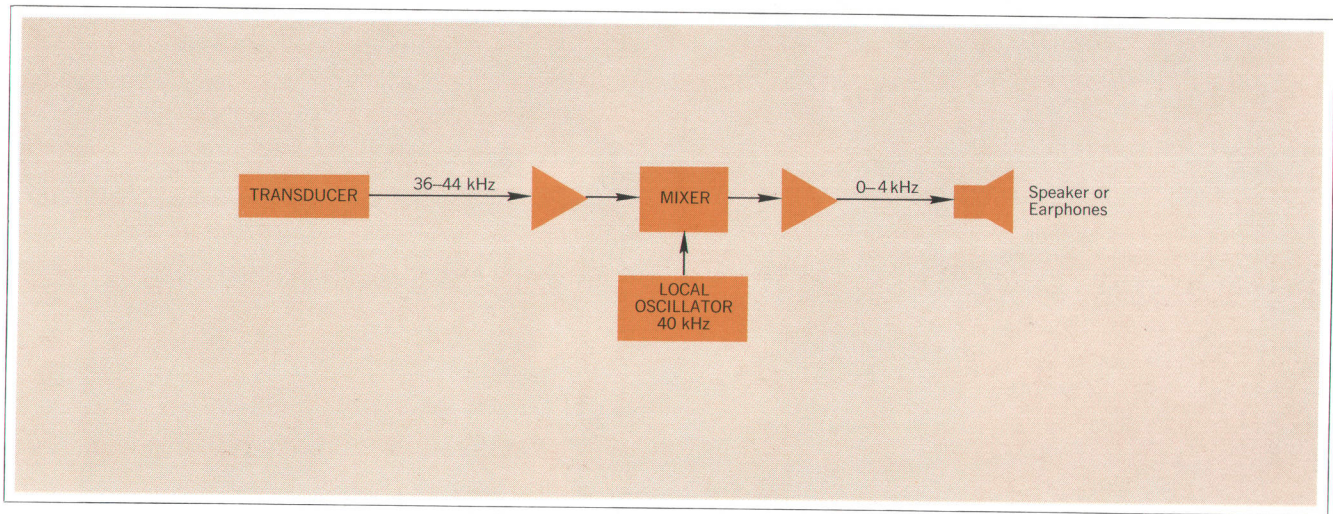 TRANSDUCER
36–44 kHz
MIXER
0–4 kHz
Speaker or
Earphones
LOCAL
OSCILLATOR
40 kHz